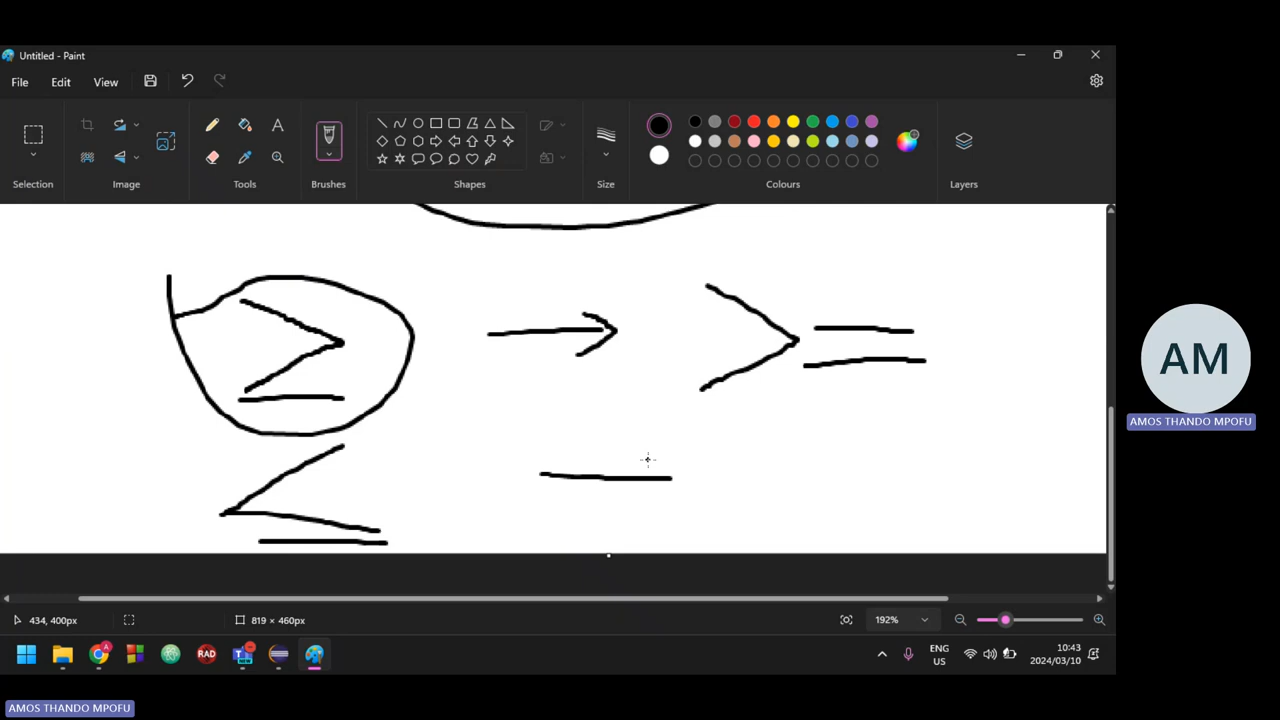 Untitled - Paint
File Edit View
Selection Image Tools Brushes Shapes Size Colours Layers
≥ → >=
≤ —
AM
AMOS THANDO MPOFU
434, 400px 819 × 460px 192%
RAD ENG US 10:43 2024/03/10
AMOS THANDO MPOFU